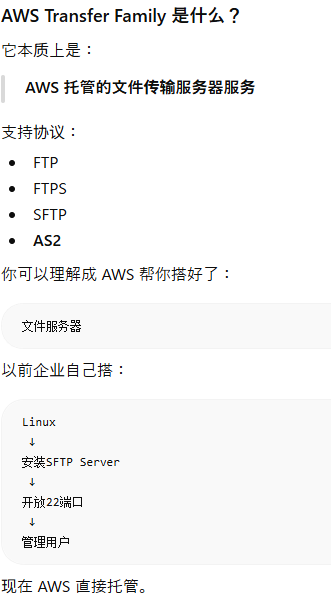 AWS Transfer Family 是什么？
它本质上是：
AWS 托管的文件传输服务器服务
支持协议：
• FTP
• FTPS
• SFTP
• AS2
你可以理解成 AWS 帮你搭好了：
文件服务器
以前企业自己搭：
Linux
↓
安装SFTP Server
↓
开放22端口
↓
管理用户
现在 AWS 直接托管。